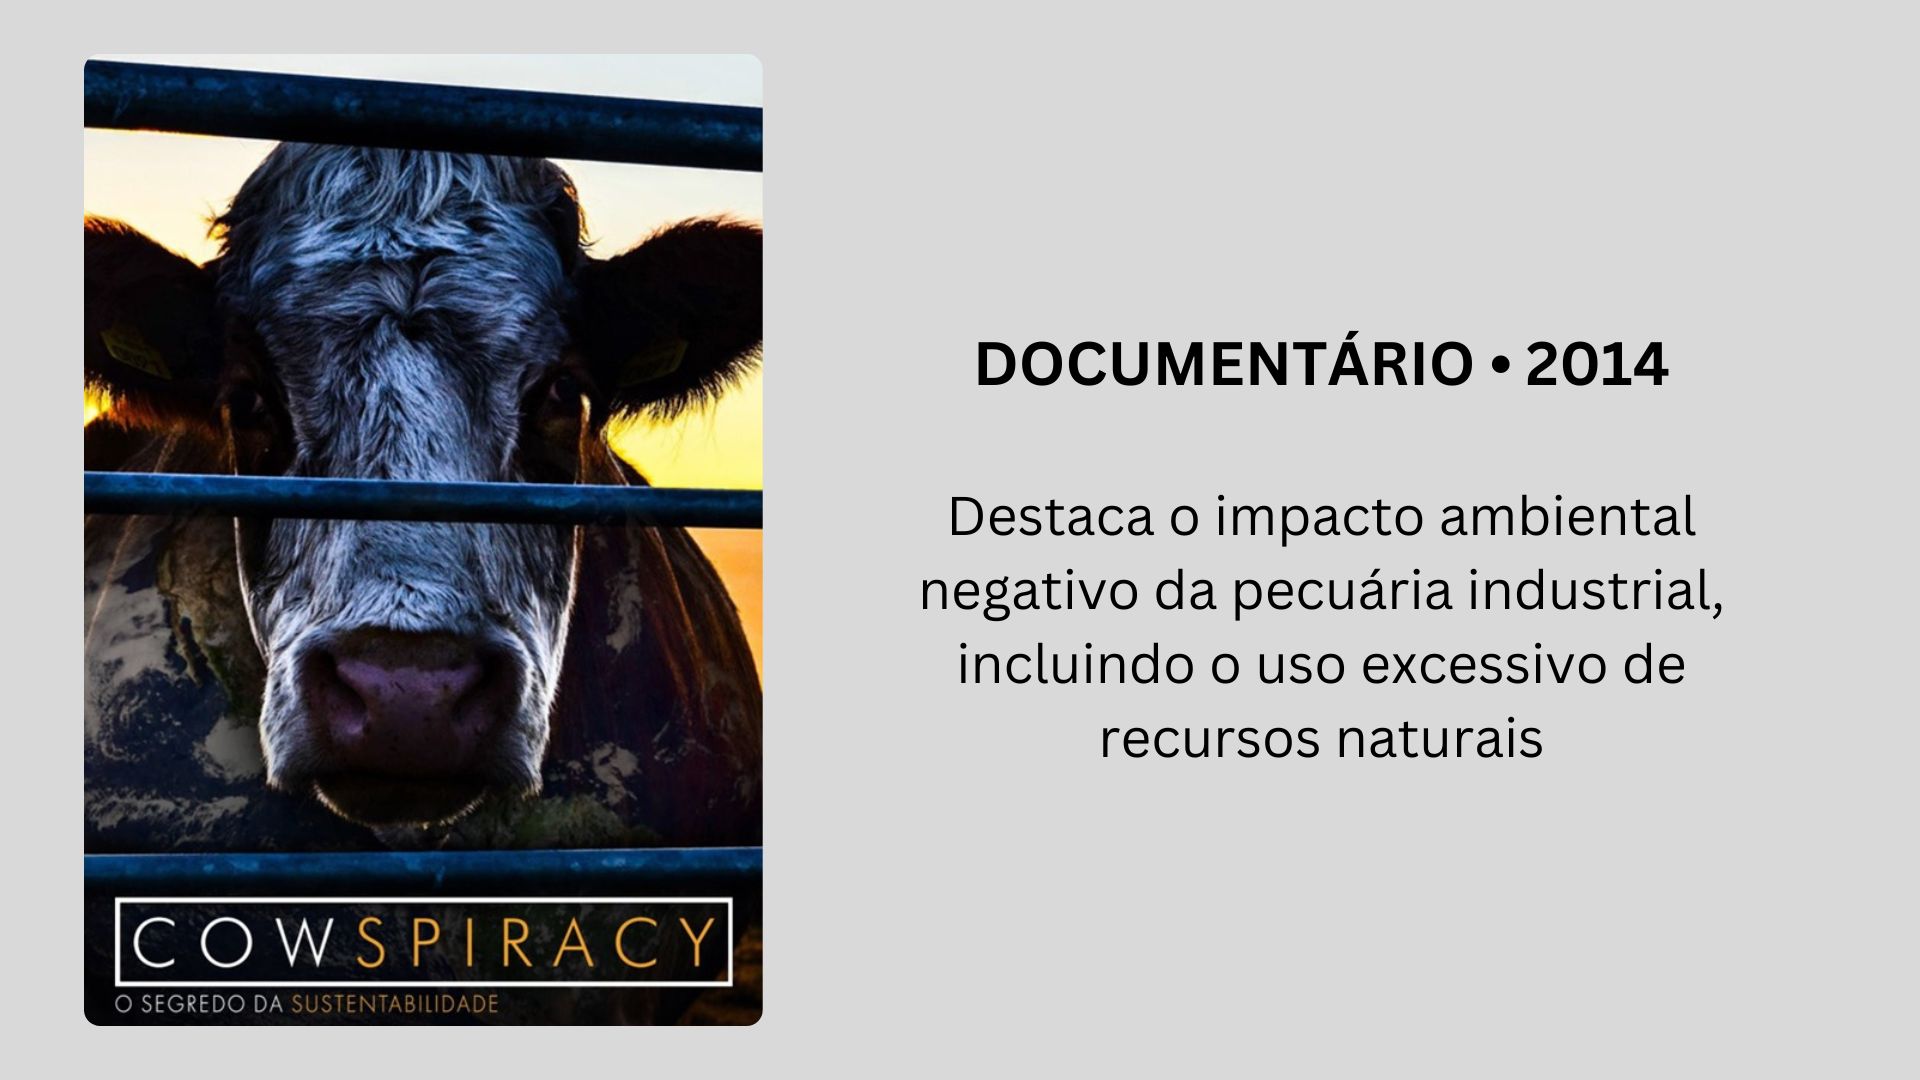 COWSPIRACY
O SEGREDO DA SUSTENTABILIDADE
DOCUMENTÁRIO • 2014
Destaca o impacto ambiental
negativo da pecuária industrial,
incluindo o uso excessivo de
recursos naturais